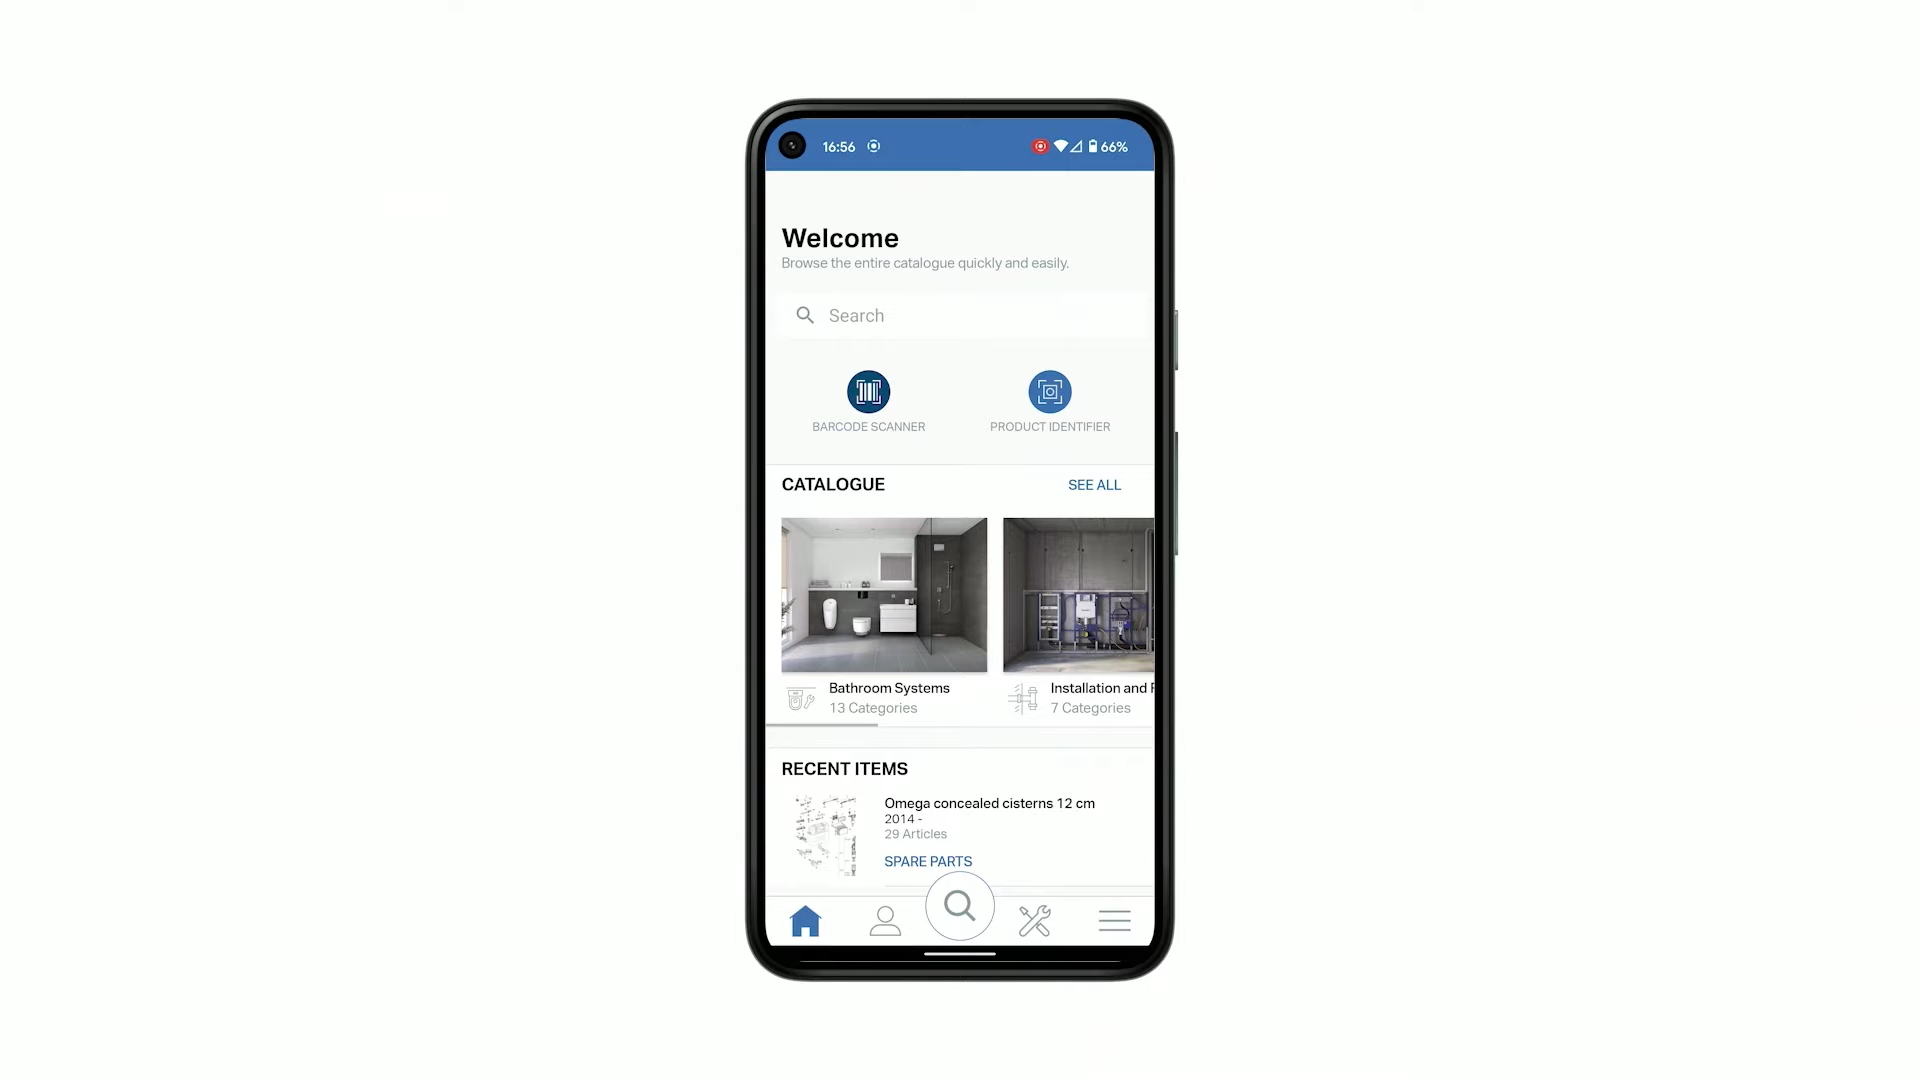 16:56
66%
Welcome
Browse the entire catalogue quickly and easily.
Search
BARCODE SCANNER
PRODUCT IDENTIFIER
CATALOGUE
SEE ALL
Bathroom Systems
13 Categories
Installation and
7 Categories
RECENT ITEMS
Omega concealed cisterns 12 cm
2014 -
29 Articles
SPARE PARTS